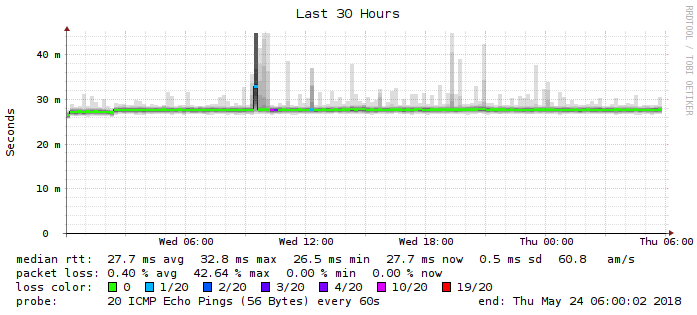 Last 30 Hours
RRDTOOL / TOBI OETIKER
Seconds
40 m
30 m
20 m
10 m
0
Wed 06:00 Wed 12:00 Wed 18:00 Thu 00:00 Thu 06:00
median rtt: 27.7 ms avg 32.8 ms max 26.5 ms min 27.7 ms now 0.5 ms sd 60.8 am/s
packet loss: 0.40 % avg 42.64 % max 0.00 % min 0.00 % now
loss color: 0 1/20 2/20 3/20 4/20 10/20 19/20
probe: 20 ICMP Echo Pings (56 Bytes) every 60s end: Thu May 24 06:00:02 2018